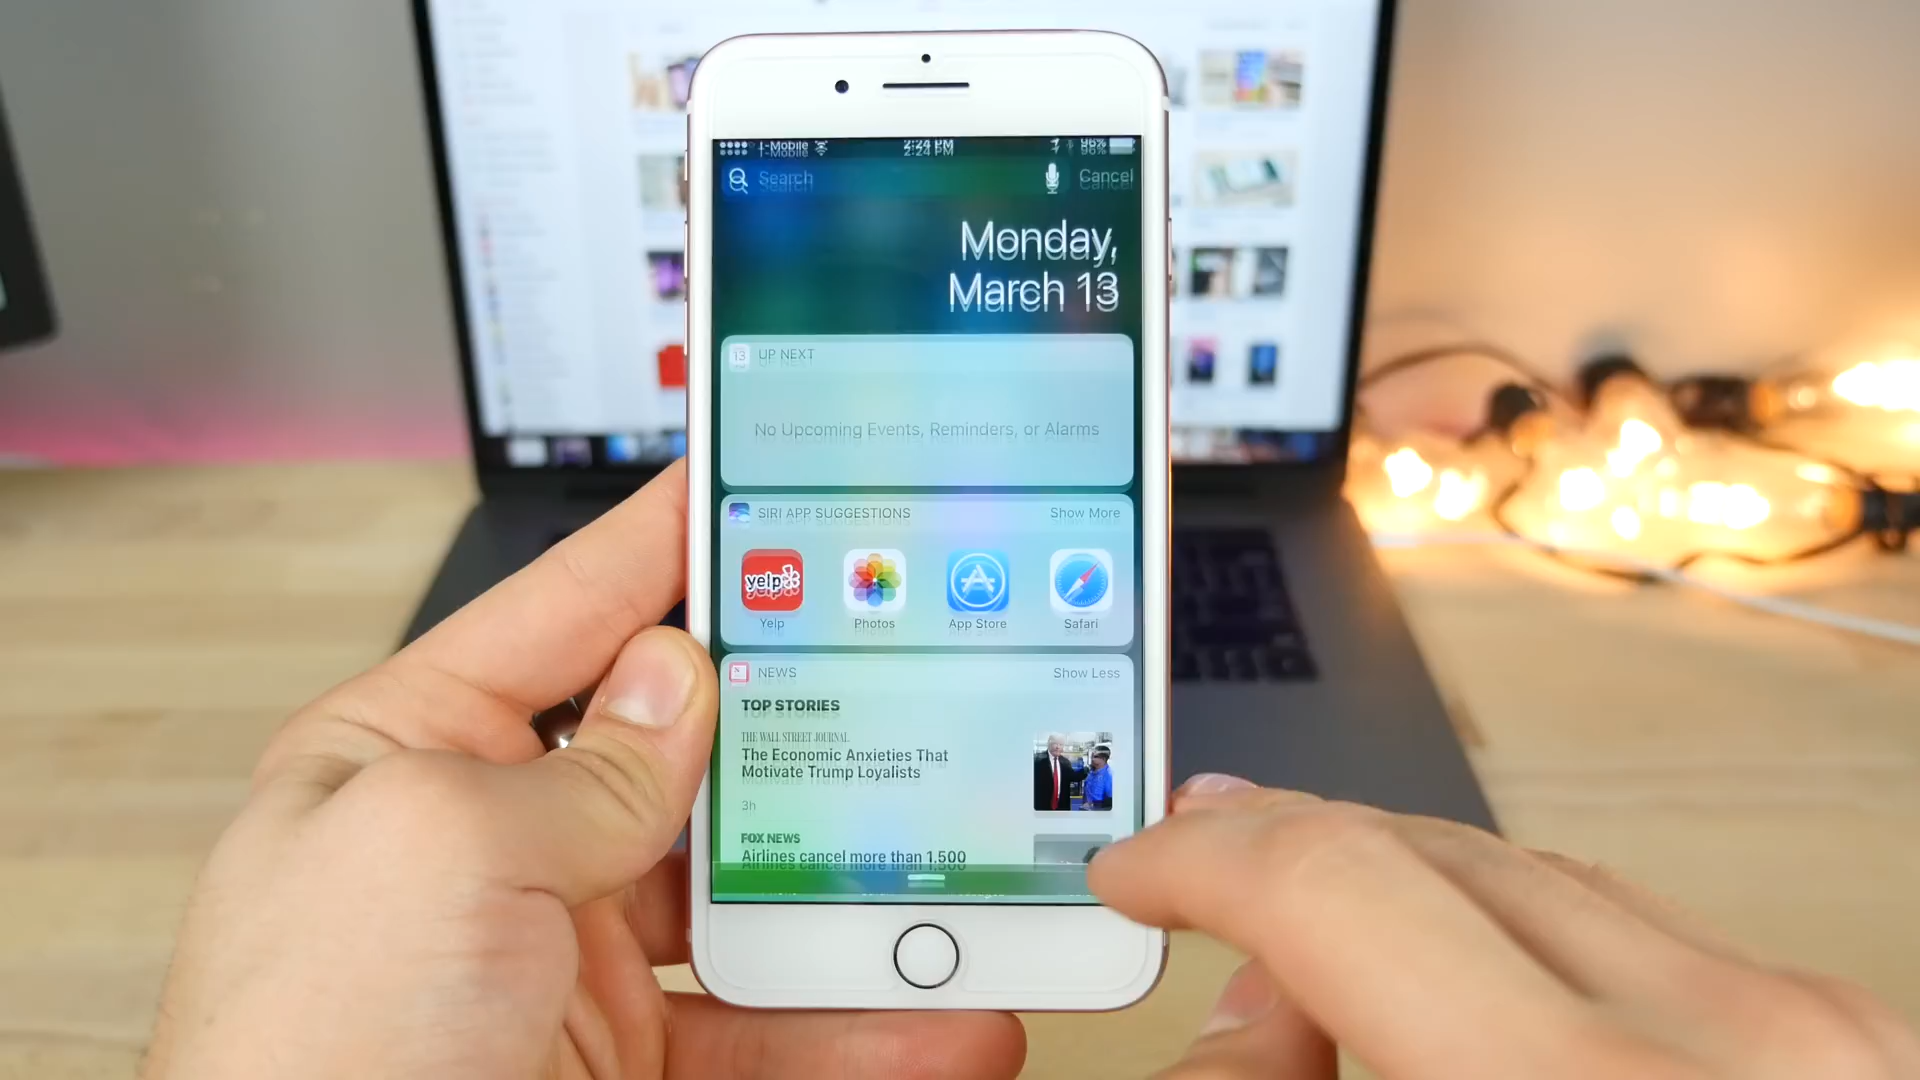 T-Mobile 2:24 PM 96%
Search Cancel
Monday,
March 13
13 UP NEXT
No Upcoming Events, Reminders, or Alarms
SIRI APP SUGGESTIONS Show More
yelp
Yelp Photos App Store Safari
NEWS Show Less
TOP STORIES
THE WALL STREET JOURNAL.
The Economic Anxieties That
Motivate Trump Loyalists
3h
FOX NEWS
Airlines cancel more than 1,500